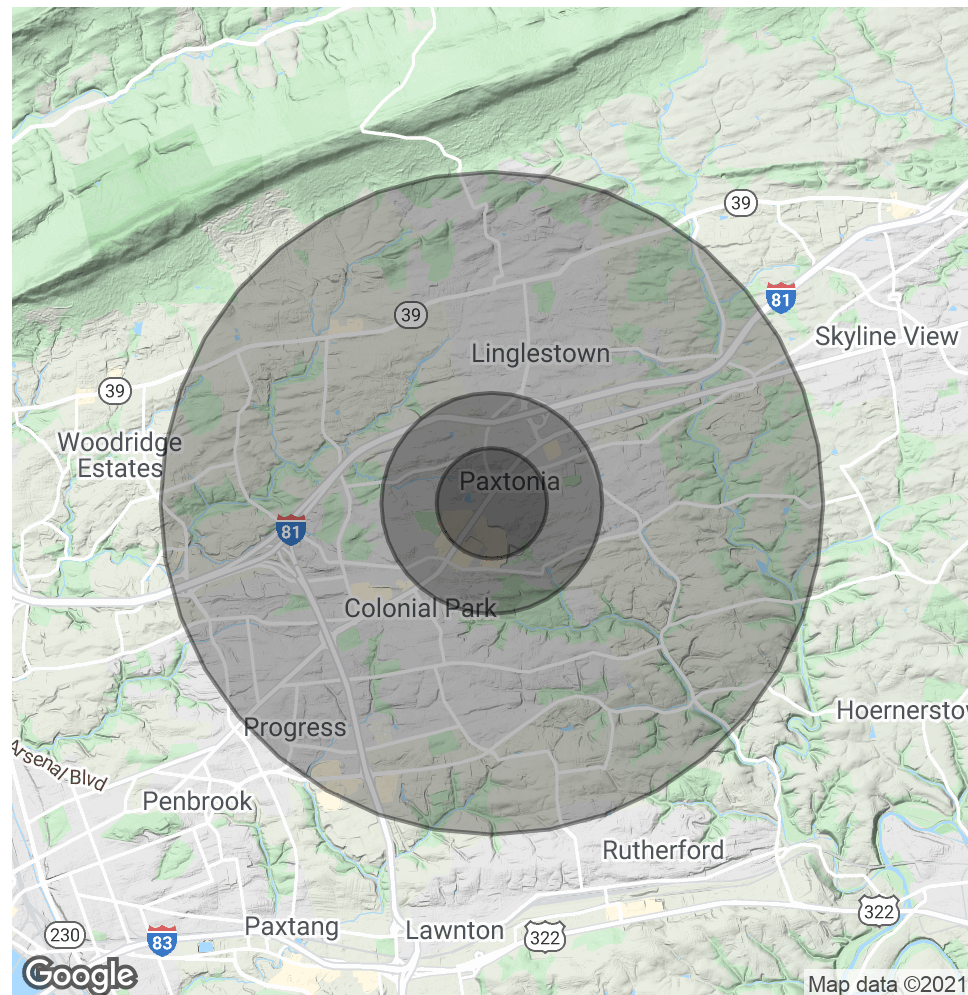 39
81
Skyline View
39
Linglestown
39
Woodridge
Estates
Paxtonia
81
Colonial Park
Hoernersto
Progress
Arsenal Blvd
Penbrook
Rutherford
322
Paxtang
Lawnton
230
83
322
Google
Map data ©2021